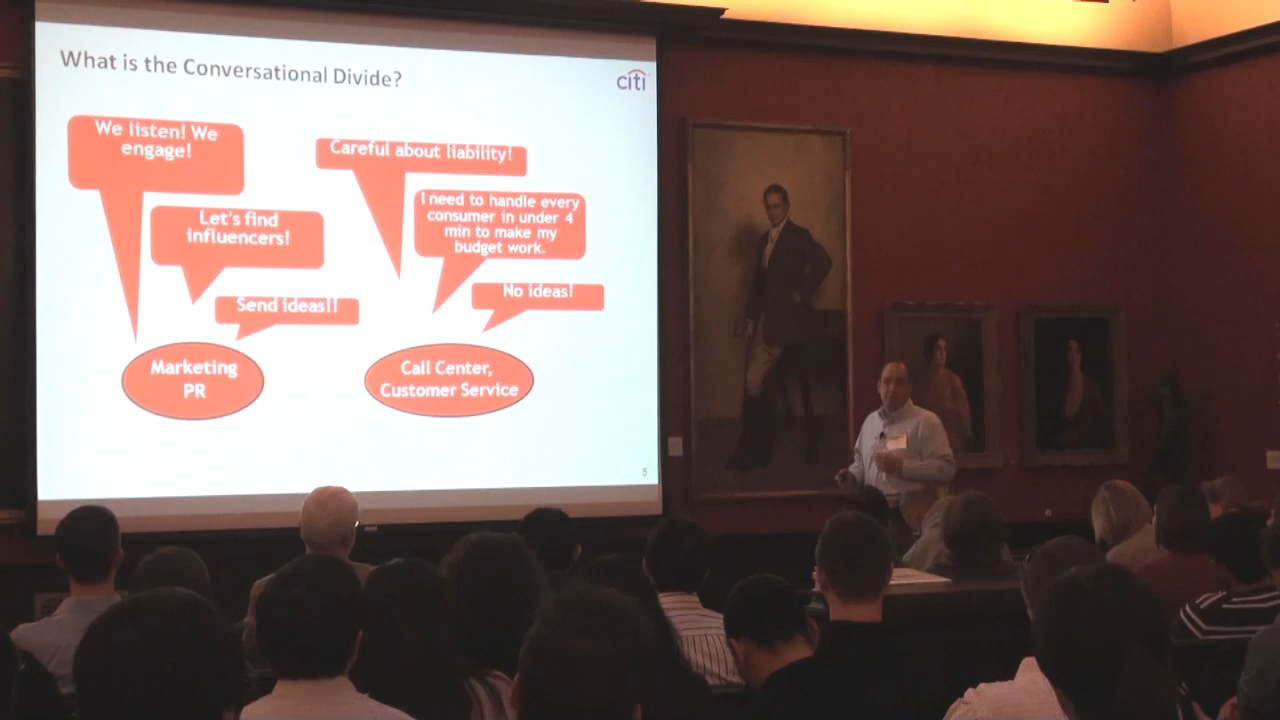 What is the Conversational Divide?
citi
We listen! We
engage!
Let's find
influencers!
Send ideas!!
Marketing
PR
Careful about liability!
I need to handle every
consumer in under 4
min to make my
budget work.
No ideas!
Call Center,
Customer Service
5